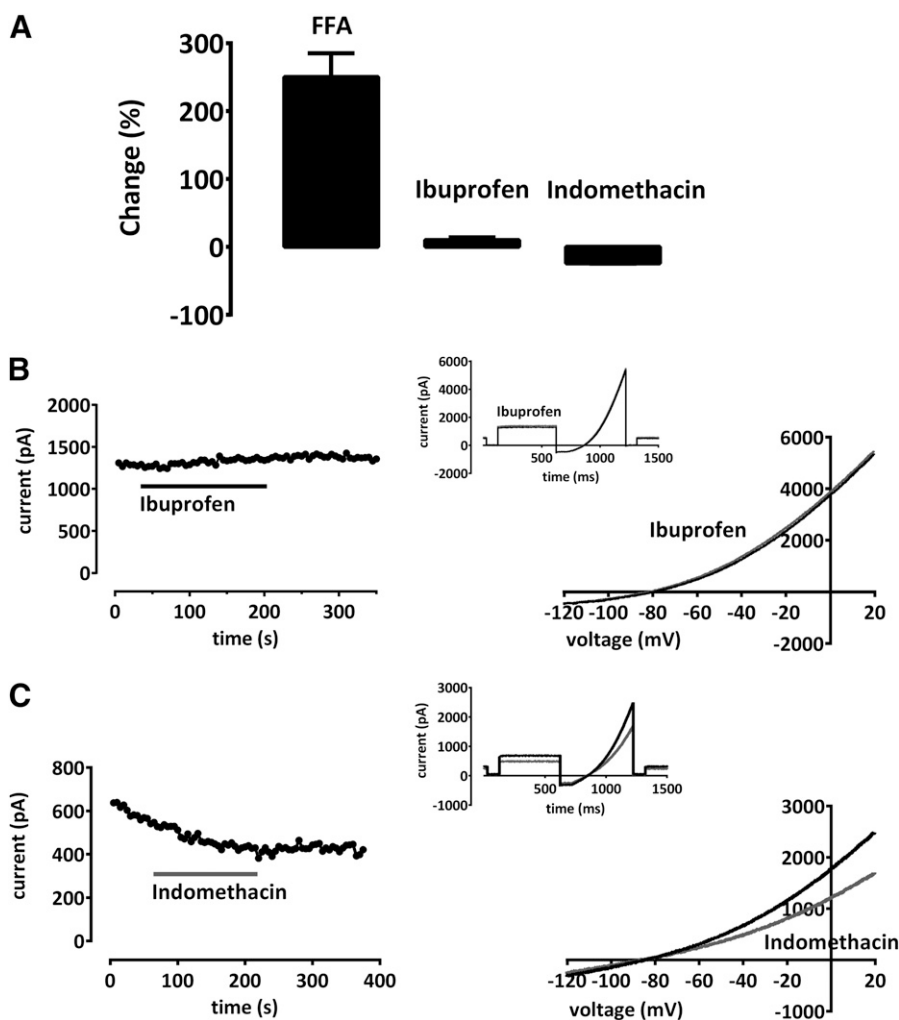 A
FFA
300
200
100
0
-100
Change (%)
Ibuprofen
Indomethacin
B
2000
1500
1000
500
0
current (pA)
Ibuprofen
0 100 200 300
time (s)
6000
4000
2000
0
-2000
current (pA)
Ibuprofen
500 1000 1500
time (ms)
6000
4000
2000
-2000
Ibuprofen
-120 -100 -80 -60 -40 -20 0 20
voltage (mV)
C
800
600
400
200
0
current (pA)
Indomethacin
0 100 200 300 400
time (s)
3000
2000
1000
0
-1000
current (pA)
500 1000 1500
time (ms)
3000
2000
1000
-1000
Indomethacin
-120 -100 -80 -60 -40 -20 0 20
voltage (mV)